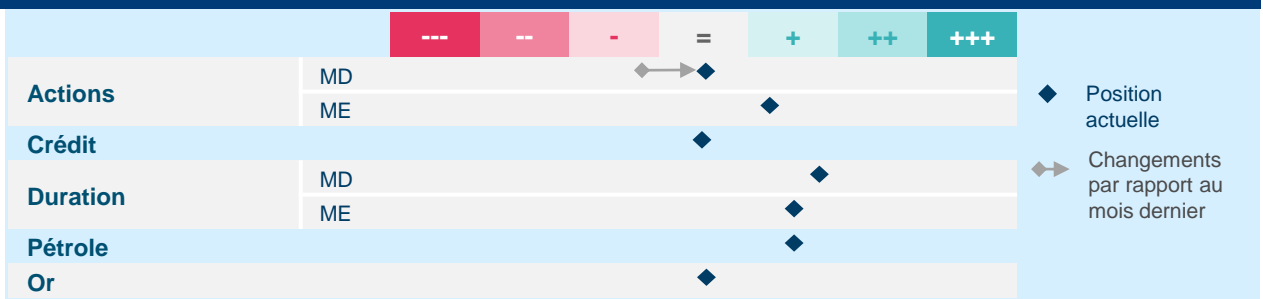 --- -- - = + ++ +++
Actions
MD
ME
Crédit
Duration
MD
ME
Pétrole
Or
Position
actuelle
Changements
par rapport au
mois dernier